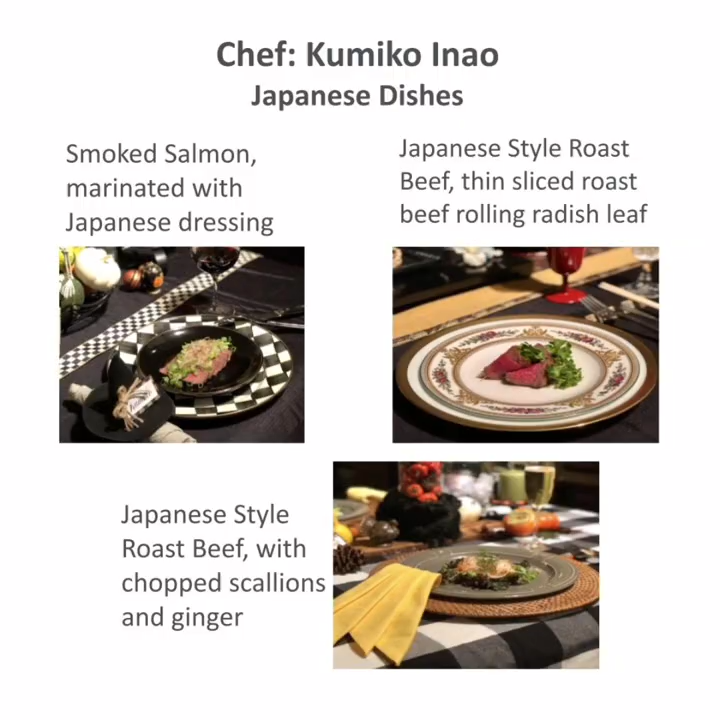 Chef: Kumiko Inao
Japanese Dishes
Smoked Salmon,
marinated with
Japanese dressing
Japanese Style Roast
Beef, thin sliced roast
beef rolling radish leaf
Japanese Style
Roast Beef, with
chopped scallions
and ginger